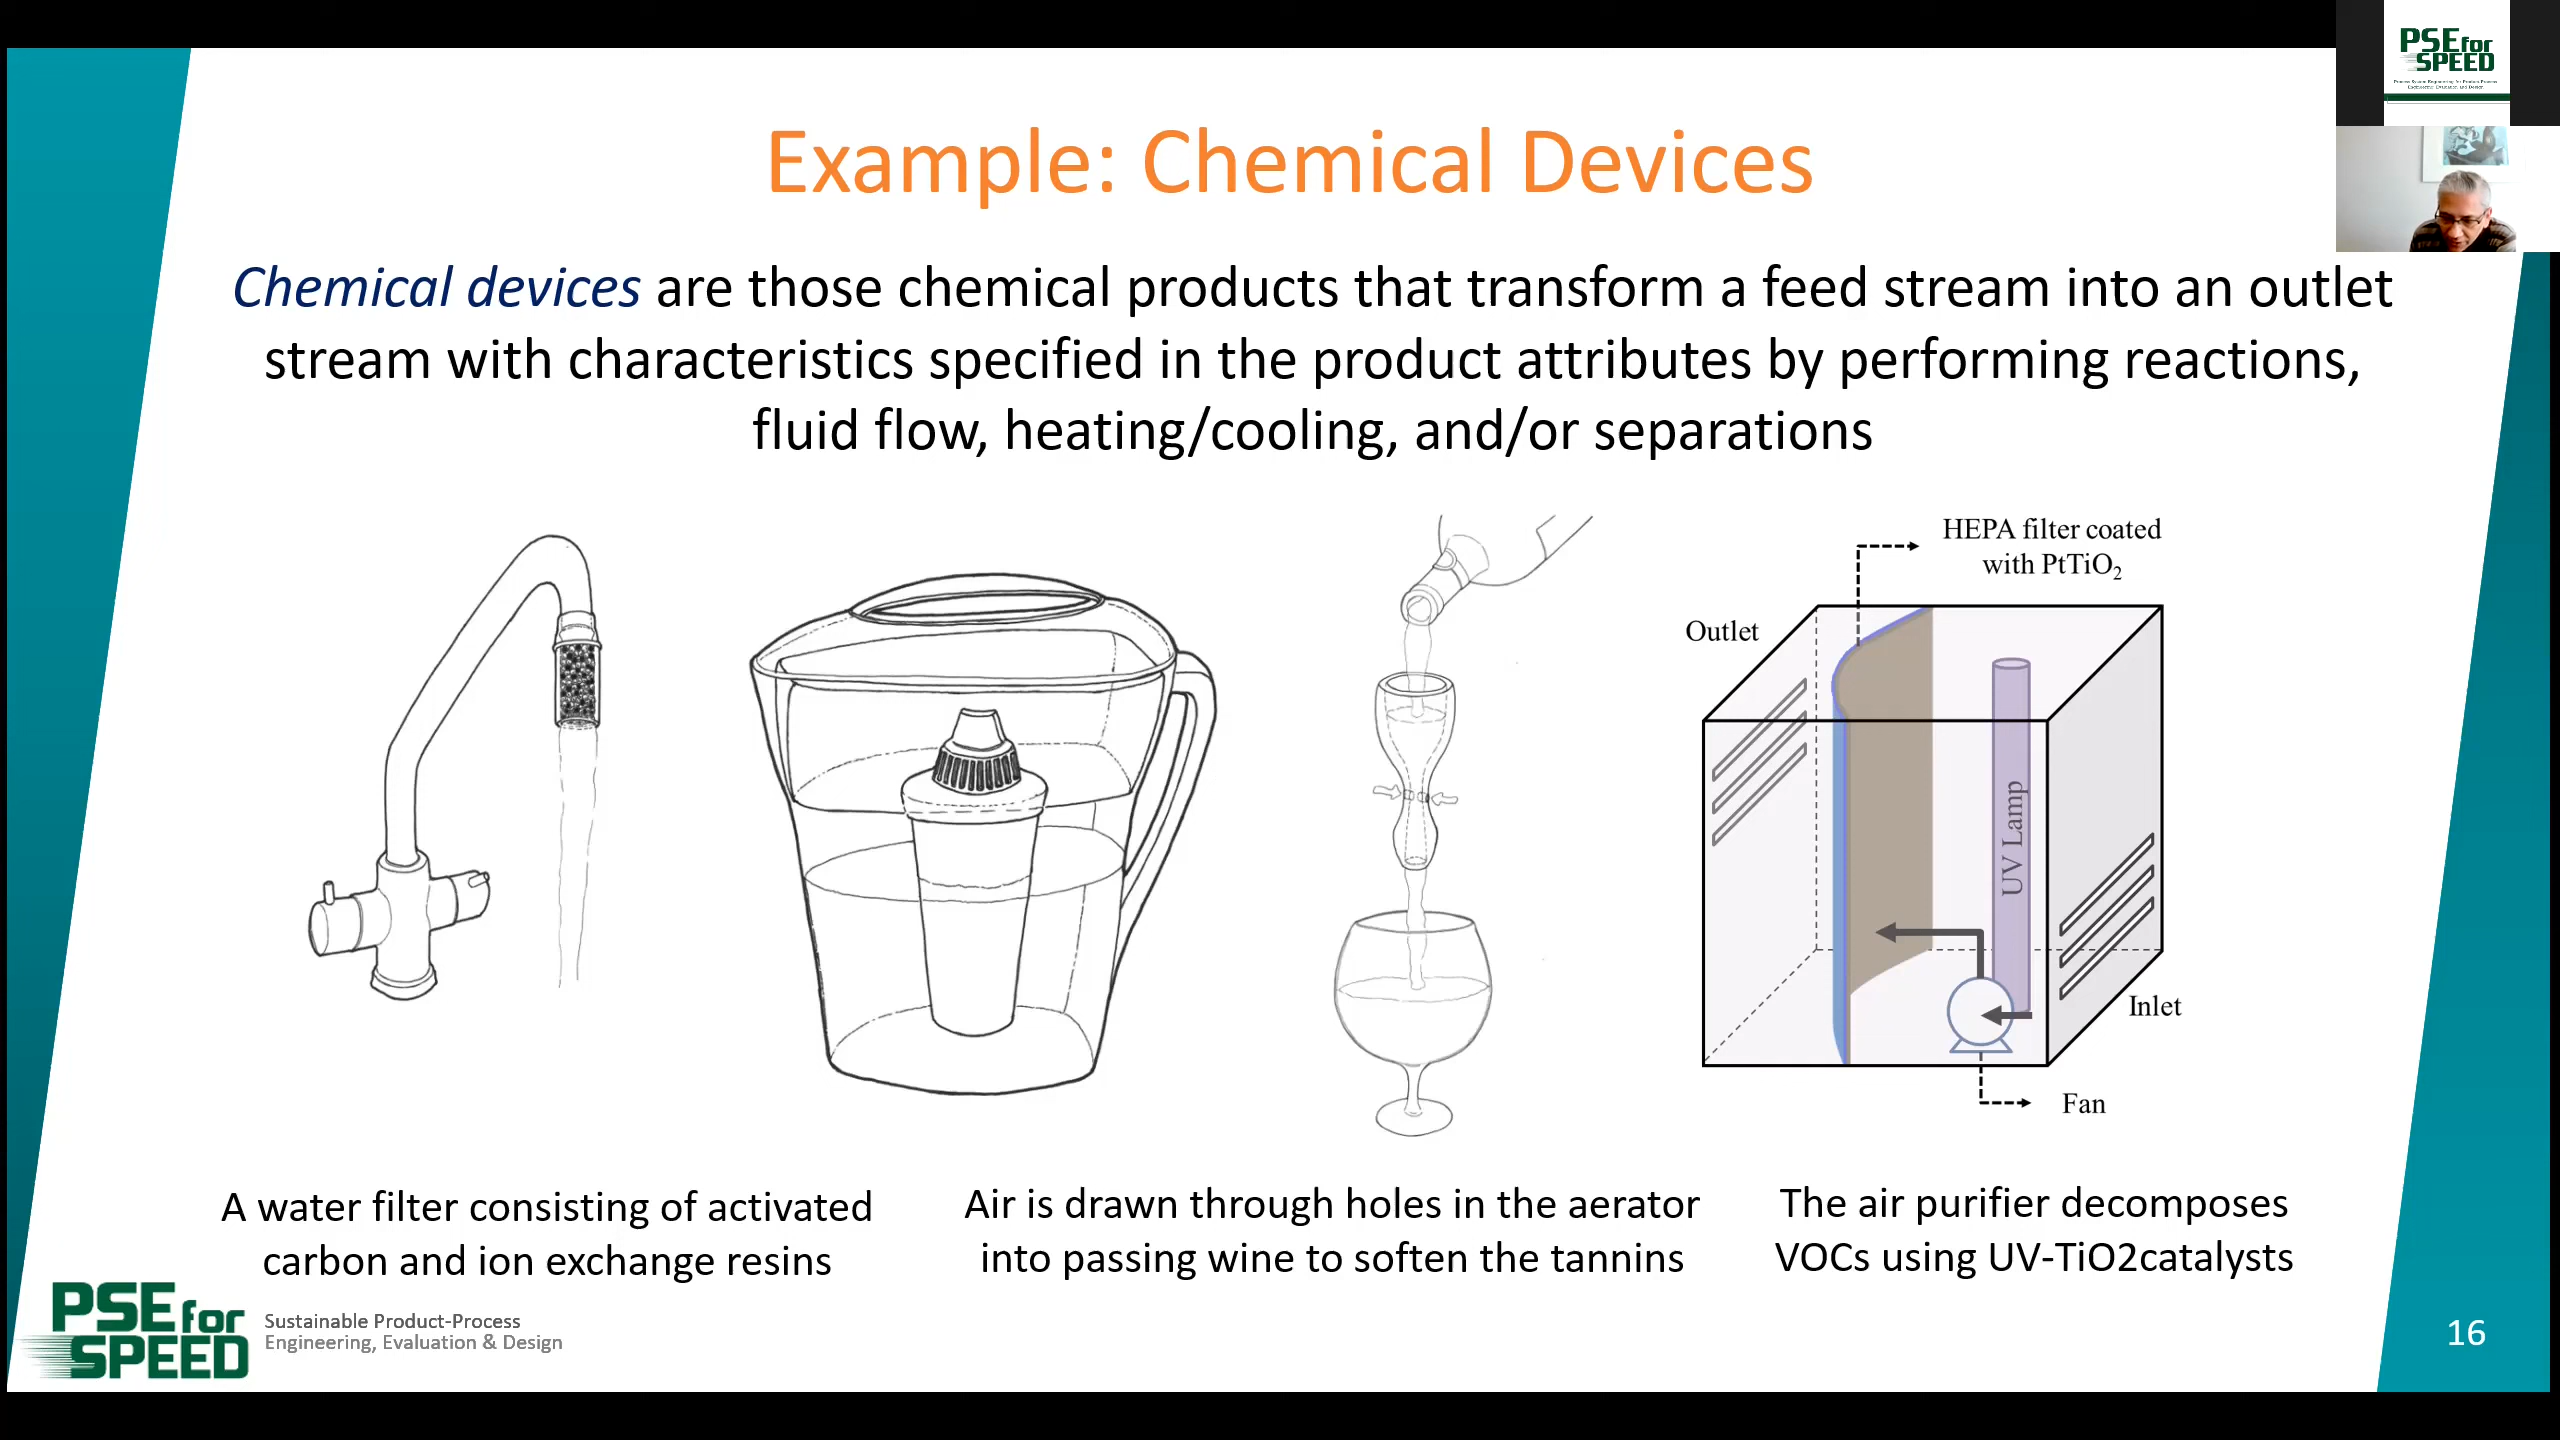 PSE for
SPEED
Example: Chemical Devices
Chemical devices are those chemical products that transform a feed stream into an outlet
stream with characteristics specified in the product attributes by performing reactions,
fluid flow, heating/cooling, and/or separations
HEPA filter coated
with PtTiO₂
Outlet
UV Lamp
Inlet
Fan
A water filter consisting of activated
carbon and ion exchange resins
Air is drawn through holes in the aerator
into passing wine to soften the tannins
The air purifier decomposes
VOCs using UV-TiO2catalysts
PSE for
SPEED
Sustainable Product-Process
Engineering, Evaluation & Design
16